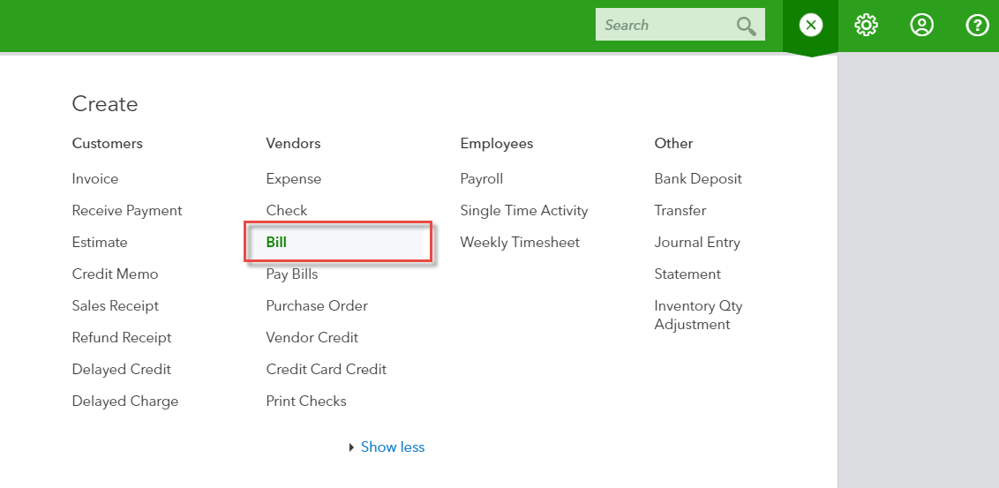 Search
?
Create
Customers
Invoice
Receive Payment
Estimate
Credit Memo
Sales Receipt
Refund Receipt
Delayed Credit
Delayed Charge
Vendors
Expense
Check
Bill
Pay Bills
Purchase Order
Vendor Credit
Credit Card Credit
Print Checks
Employees
Payroll
Single Time Activity
Weekly Timesheet
Other
Bank Deposit
Transfer
Journal Entry
Statement
Inventory Qty
Adjustment
Show less